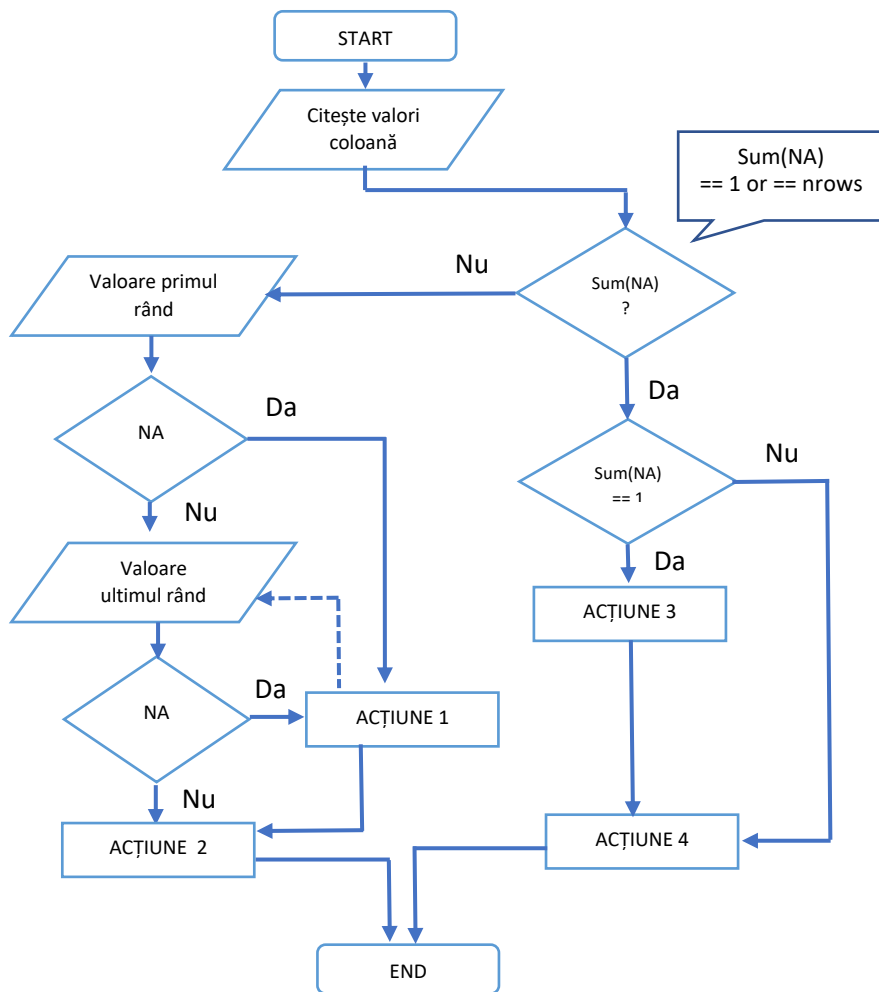 START
Citește valori
coloană
Sum(NA)
== 1 or == nrows
Nu
Valoare primul
rând
Sum(NA)
?
Da
Da
NA
Nu
Sum(NA)
== 1
Nu
Valoare
ultimul rând
Da
ACȚIUNE 3
Da
NA
ACȚIUNE 1
Nu
ACȚIUNE 2
ACȚIUNE 4
END